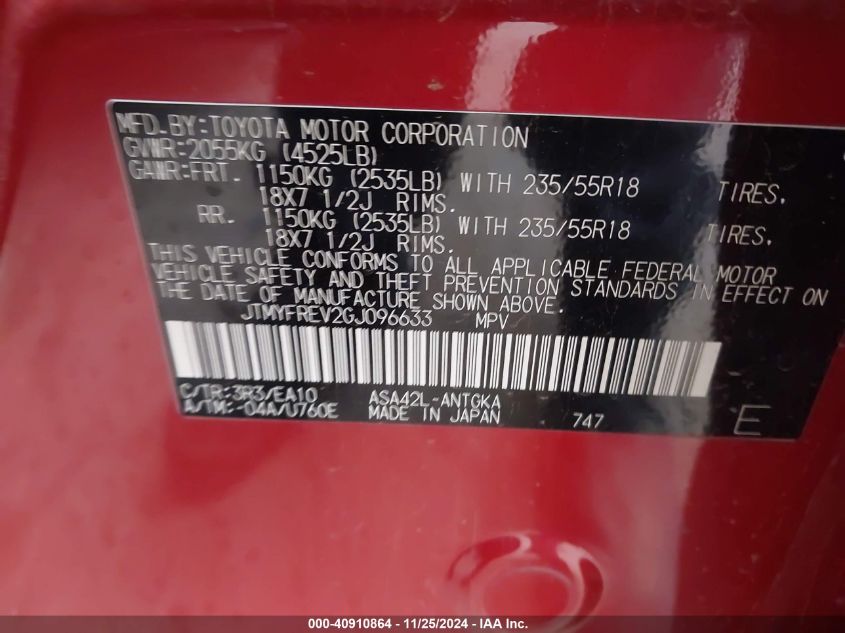 MFD. BY: TOYOTA MOTOR CORPORATION
GVWR: 2055KG (4525LB)
GAWR: FRT. 1150KG (2535LB) WITH 235/55R18 TIRES.
18X7 1/2J RIMS.
RR. 1150KG (2535LB) WITH 235/55R18 TIRES.
18X7 1/2J RIMS.
THIS VEHICLE CONFORMS TO ALL APPLICABLE FEDERAL MOTOR
VEHICLE SAFETY AND THEFT PREVENTION STANDARDS IN EFFECT ON
THE DATE OF MANUFACTURE SHOWN ABOVE.
JTMYFREV2GJ096633 MPV
C/TR: 3R3/EA10 ASA42L-ANTGKA
A/TM: -04A/U760E MADE IN JAPAN 747 E
000-40910864 - 11/25/2024 - IAA Inc.